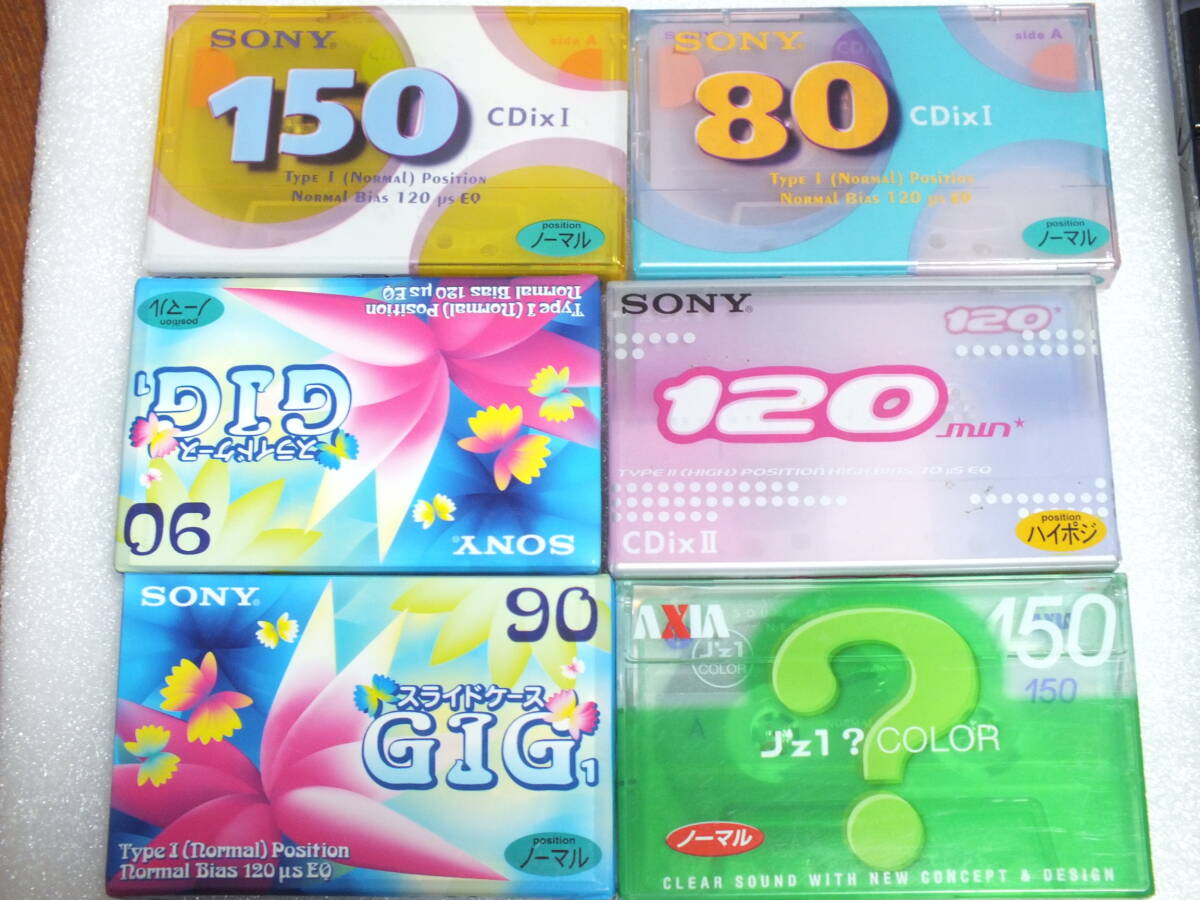 SONY
150
CDixI
Type I (Normal) Position
Normal Bias 120 µs EQ
position
ノーマル
SONY
side A
80
CDixI
Type I (Normal) Position
Normal Bias 120 µs EQ
position
ノーマル
SONY
90
スライドケース
GIG1
Type I (Normal) Position
Normal Bias 120 µs EQ
position
ノーマル
SONY
120
120 min
TYPE II (HIGH) POSITION HIGH BIAS 70 µS EQ
CDixII
position
ハイポジ
SONY
90
スライドケース
GIG1
Type I (Normal) Position
Normal Bias 120 µs EQ
position
ノーマル
AXIA
J'z1
COLOR
150
AXIA
150
A
J'z1?COLOR
ノーマル
CLEAR SOUND WITH NEW CONCEPT & DESIGN